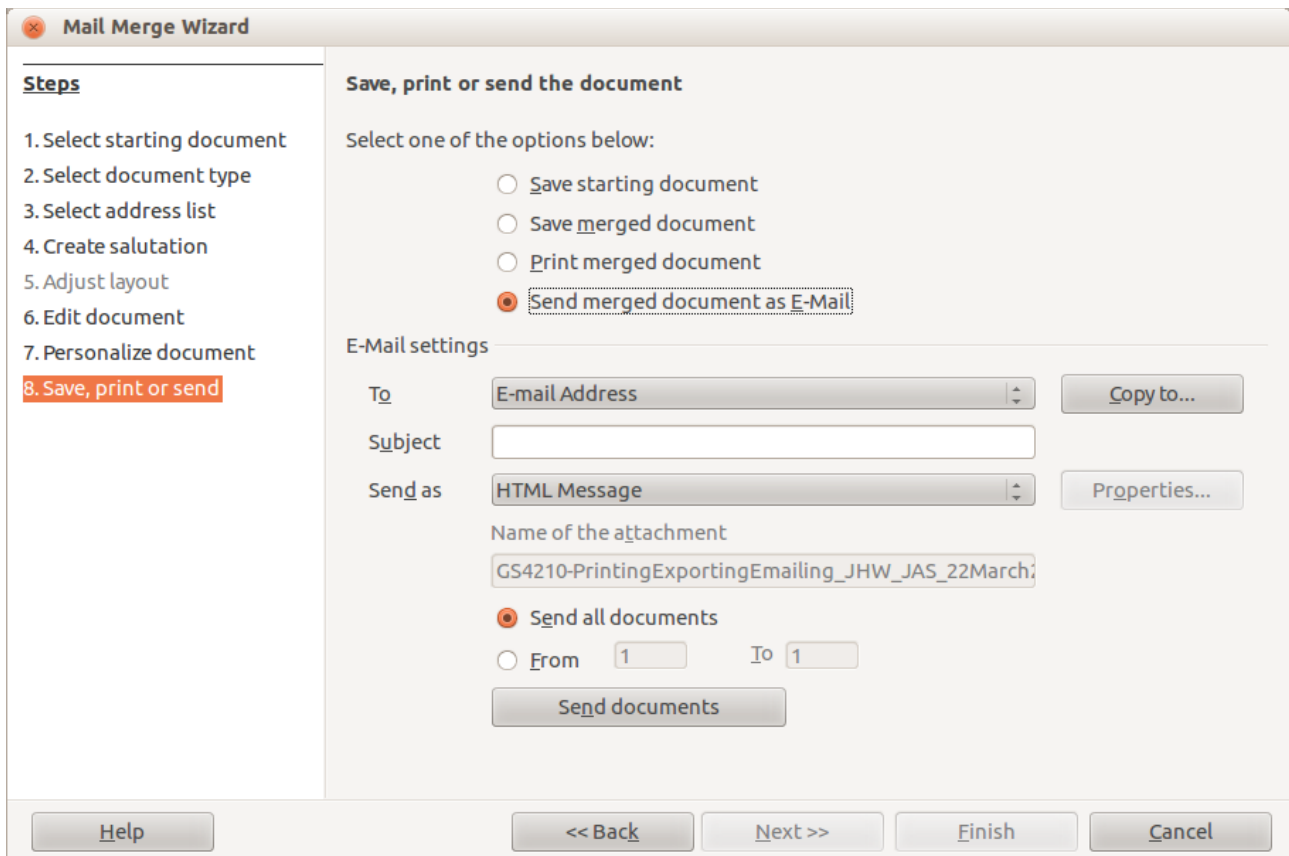 Mail Merge Wizard
Steps
1. Select starting document
2. Select document type
3. Select address list
4. Create salutation
5. Adjust layout
6. Edit document
7. Personalize document
8. Save, print or send
Save, print or send the document
Select one of the options below:
Save starting document
Save merged document
Print merged document
Send merged document as E-Mail
E-Mail settings
To E-mail Address Copy to...
Subject
Send as HTML Message Properties...
Name of the attachment
GS4210-PrintingExportingEmailing_JHW_JAS_22March
Send all documents
From 1 To 1
Send documents
Help << Back Next >> Finish Cancel